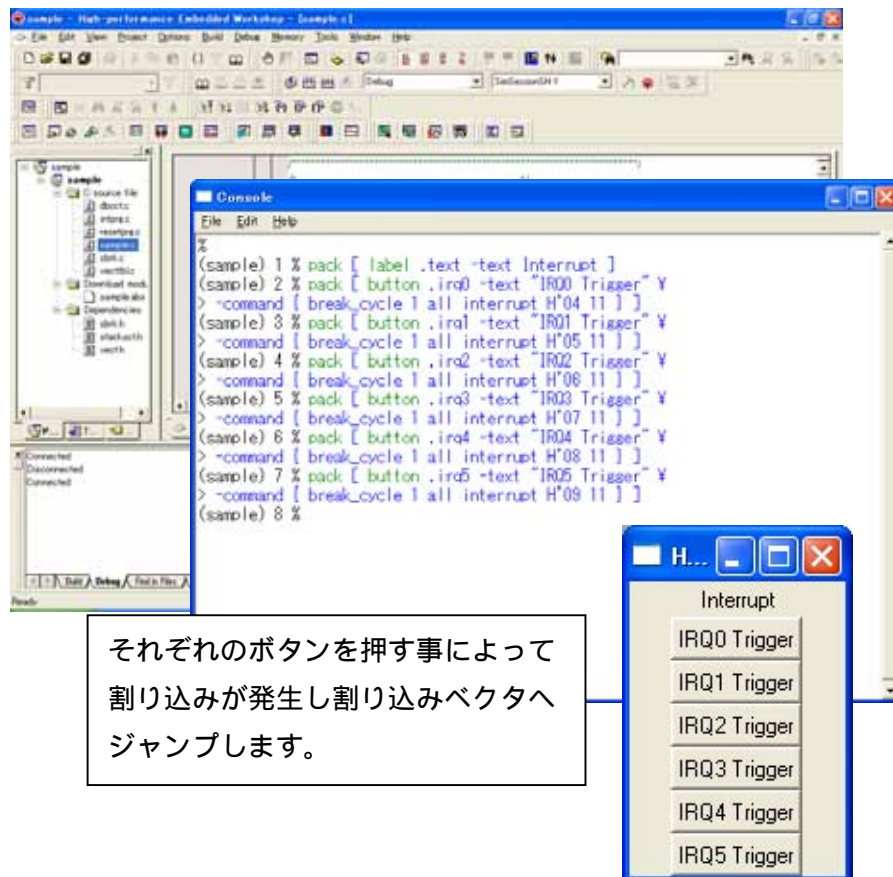 sample - High-performance Embedded Workshop - [sample.c]
File Edit View Project Options Build Debug Memory Tools Window Help
Debug
SimSessionSH-1
sample
sample
C source file
dbsct.c
intprg.c
resetprg.c
sample.c
sbrk.c
vecttbl.c
Download modu
sample.abs
Dependencies
sbrk.h
stacksct.h
vect.h
Connected
Disconnected
Connected
Build Debug Find in Files
Ready
Console
File Edit Help
%
(sample) 1 % pack [ label .text -text Interrupt ]
(sample) 2 % pack [ button .irq0 -text "IRQ0 Trigger" ¥
> -command [ break_cycle 1 all interrupt H'04 11 ] ]
(sample) 3 % pack [ button .irq1 -text "IRQ1 Trigger" ¥
> -command [ break_cycle 1 all interrupt H'05 11 ] ]
(sample) 4 % pack [ button .irq2 -text "IRQ2 Trigger" ¥
> -command [ break_cycle 1 all interrupt H'06 11 ] ]
(sample) 5 % pack [ button .irq3 -text "IRQ3 Trigger" ¥
> -command [ break_cycle 1 all interrupt H'07 11 ] ]
(sample) 6 % pack [ button .irq4 -text "IRQ4 Trigger" ¥
> -command [ break_cycle 1 all interrupt H'08 11 ] ]
(sample) 7 % pack [ button .irq5 -text "IRQ5 Trigger" ¥
> -command [ break_cycle 1 all interrupt H'09 11 ] ]
(sample) 8 %
H...
Interrupt
IRQ0 Trigger
IRQ1 Trigger
IRQ2 Trigger
IRQ3 Trigger
IRQ4 Trigger
IRQ5 Trigger
それぞれのボタンを押す事によって
割り込みが発生し割り込みベクタへ
ジャンプします。